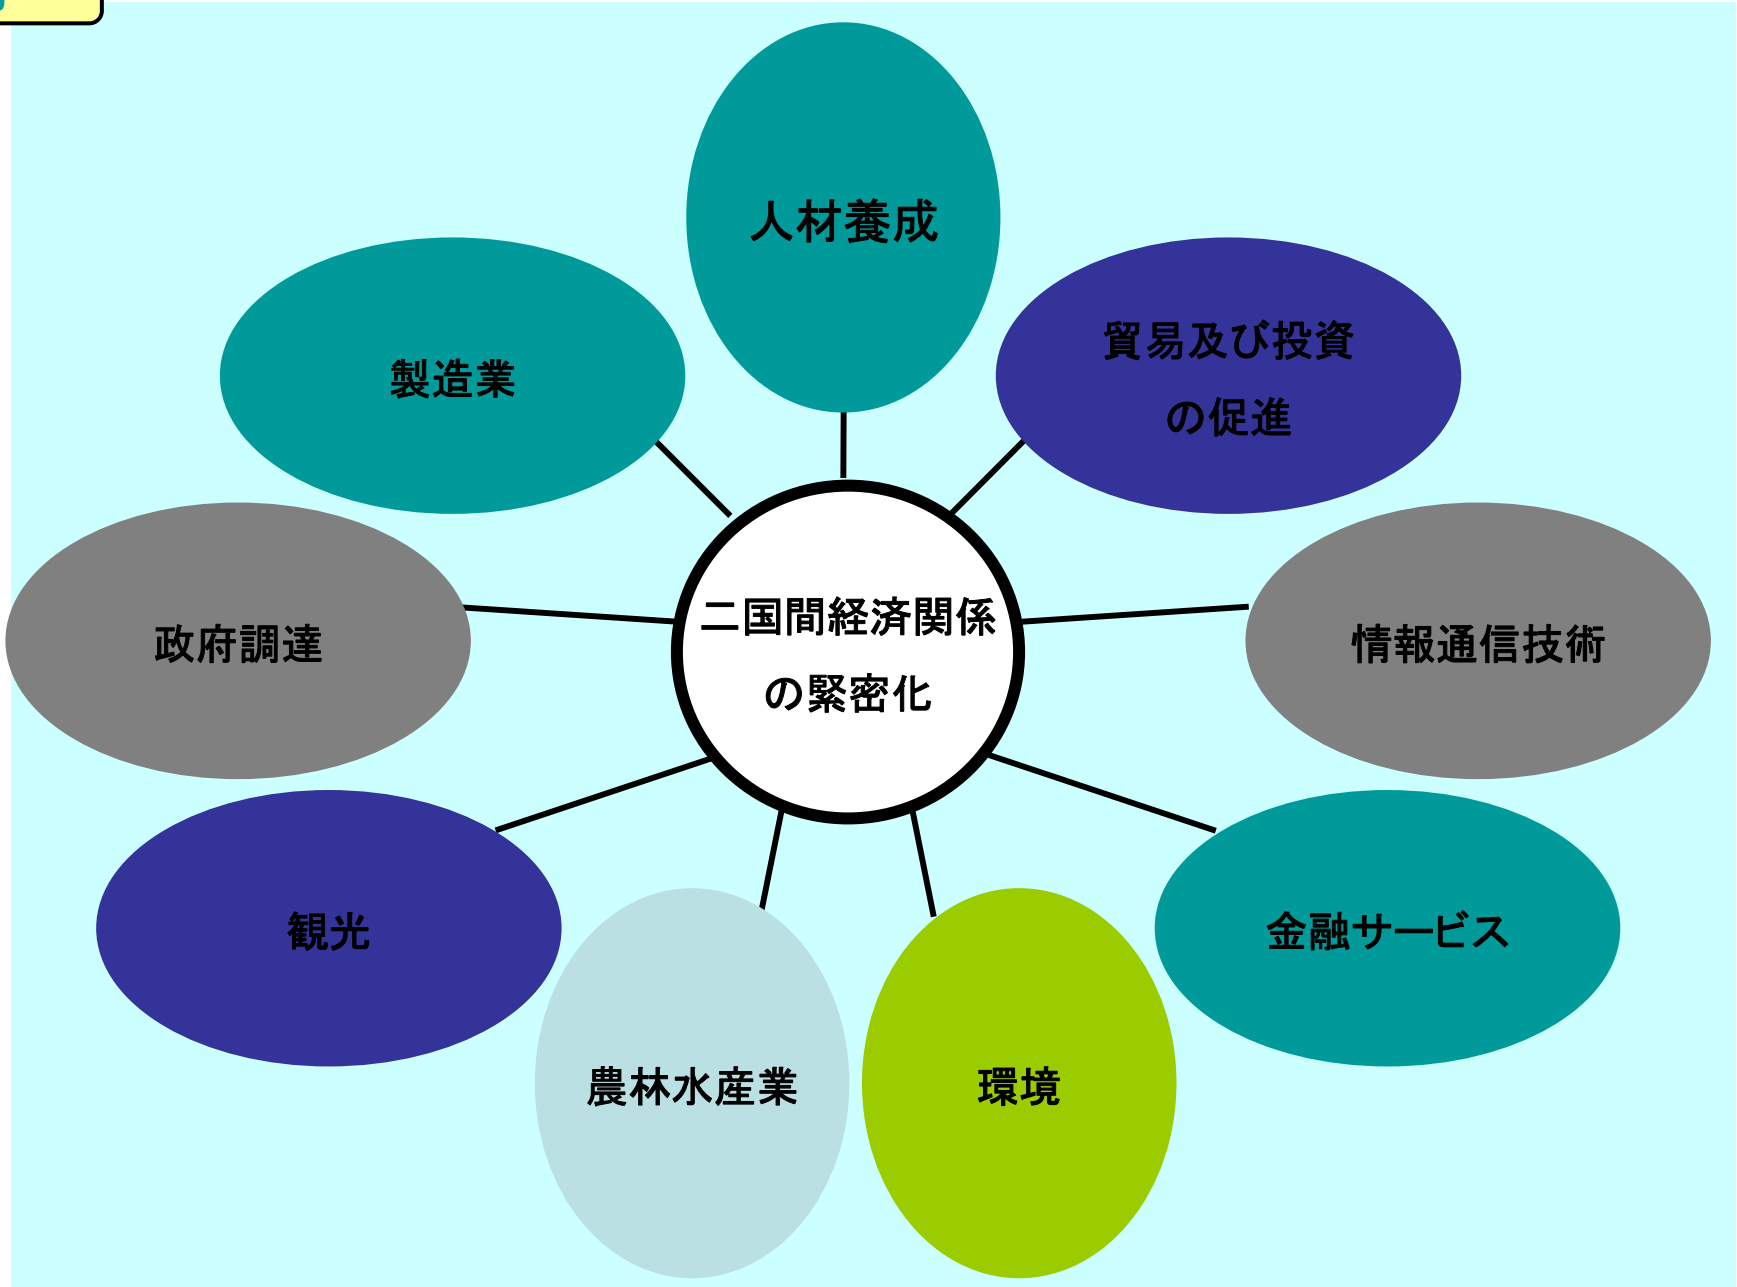 人材養成
貿易及び投資
の促進
製造業
二国間経済関係
の緊密化
政府調達
情報通信技術
観光
金融サービス
農林水産業
環境